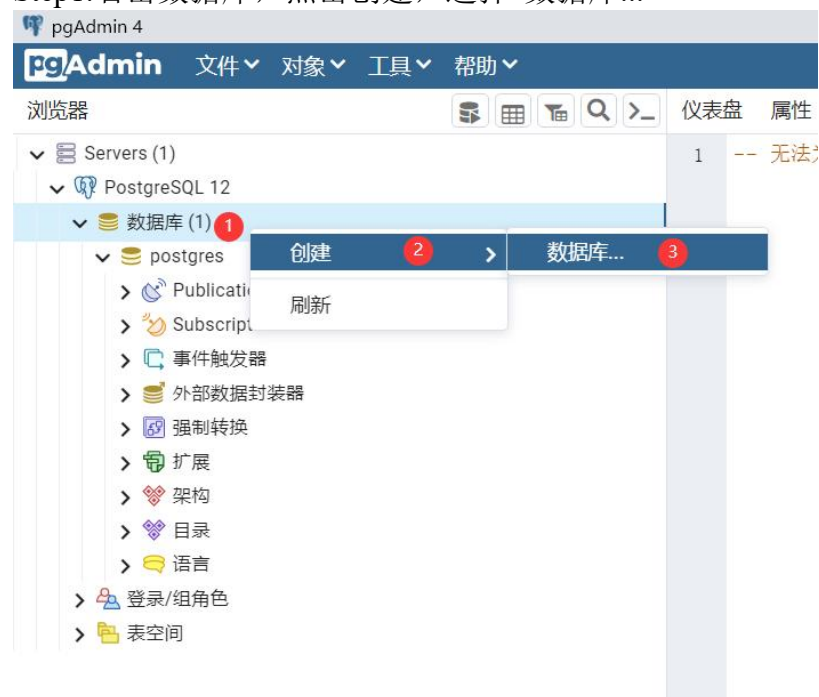 pgAdmin 4
pgAdmin 文件 对象 工具 帮助
浏览器 仪表盘 属性
Servers (1)
1 -- 无法
PostgreSQL 12
数据库 (1) 1
创建 2 数据库... 3
postgres
Publicati
刷新
Subscript
事件触发器
外部数据封装器
强制转换
扩展
架构
目录
语言
登录/组角色
表空间